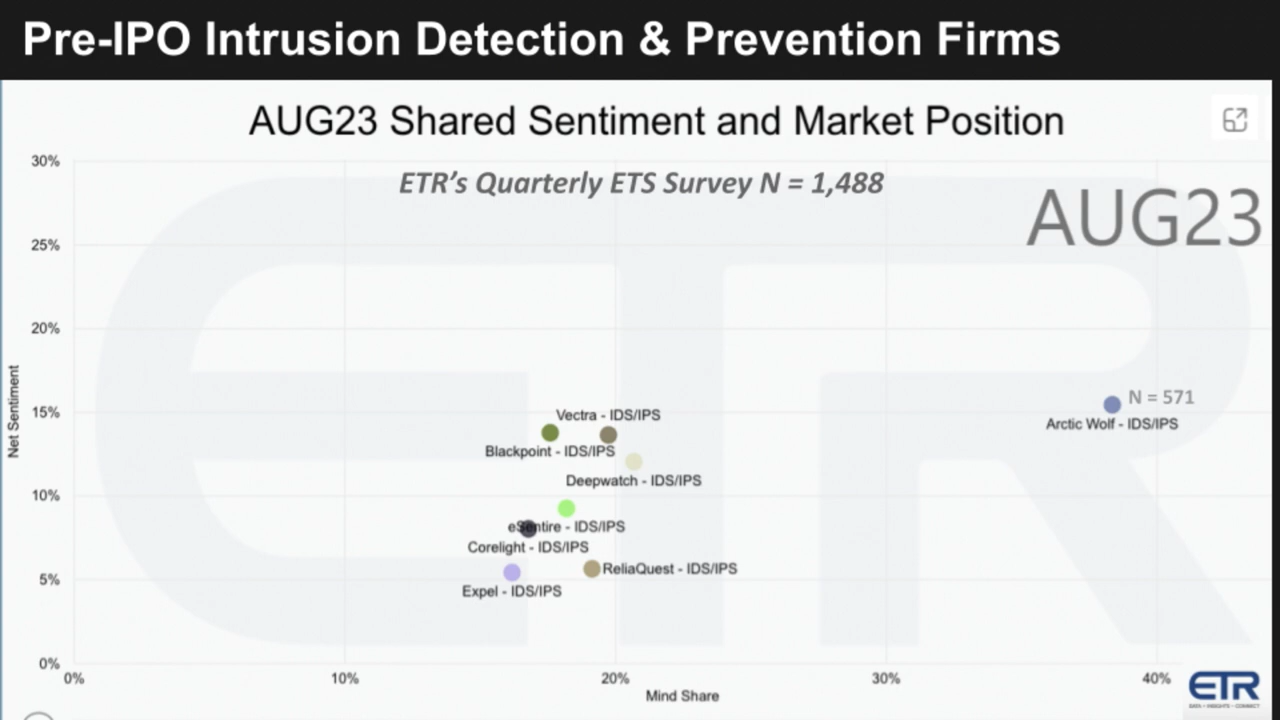 Pre-IPO Intrusion Detection & Prevention Firms
AUG23 Shared Sentiment and Market Position
ETR's Quarterly ETS Survey N = 1,488
AUG23
30%
25%
20%
15%
10%
5%
0%
Net Sentiment
N = 571
Arctic Wolf - IDS/IPS
Vectra - IDS/IPS
Blackpoint - IDS/IPS
Deepwatch - IDS/IPS
eSentire - IDS/IPS
Corelight - IDS/IPS
ReliaQuest - IDS/IPS
Expel - IDS/IPS
0%
10%
20%
30%
40%
Mind Share
ETR
DATA • INSIGHTS • CONNECT